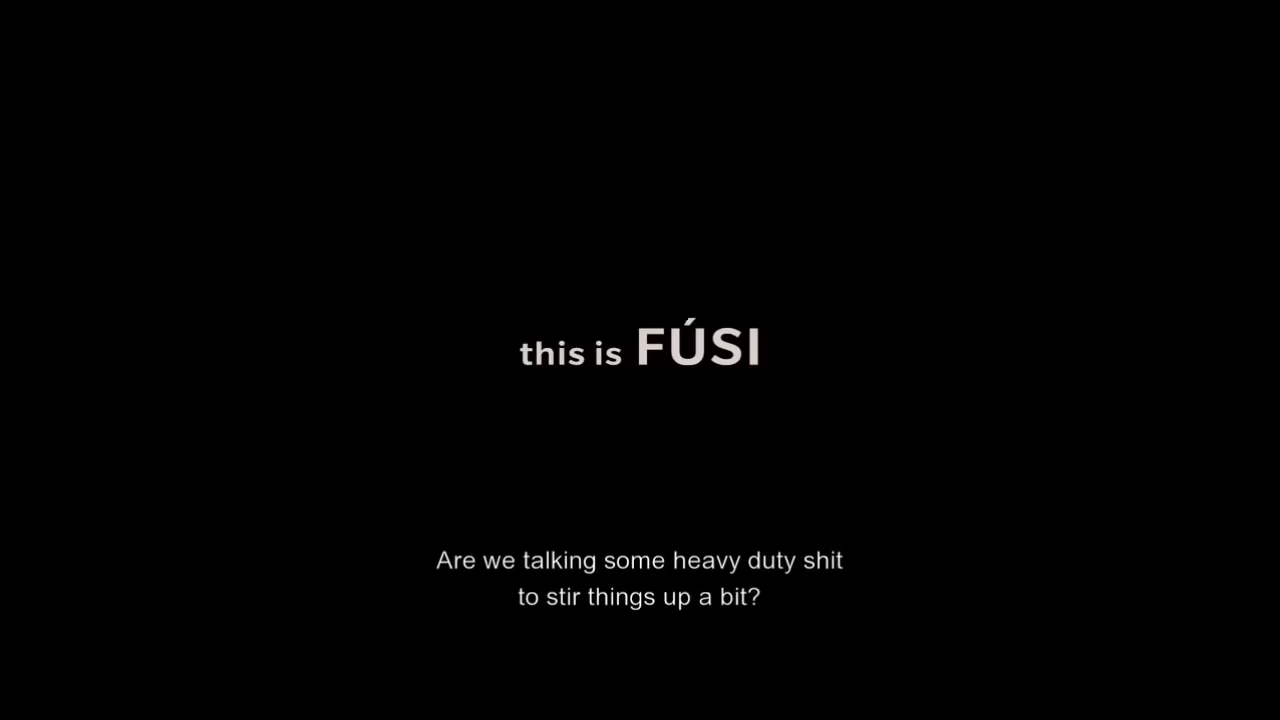 this is FÚSI
Are we talking some heavy duty shit
to stir things up a bit?